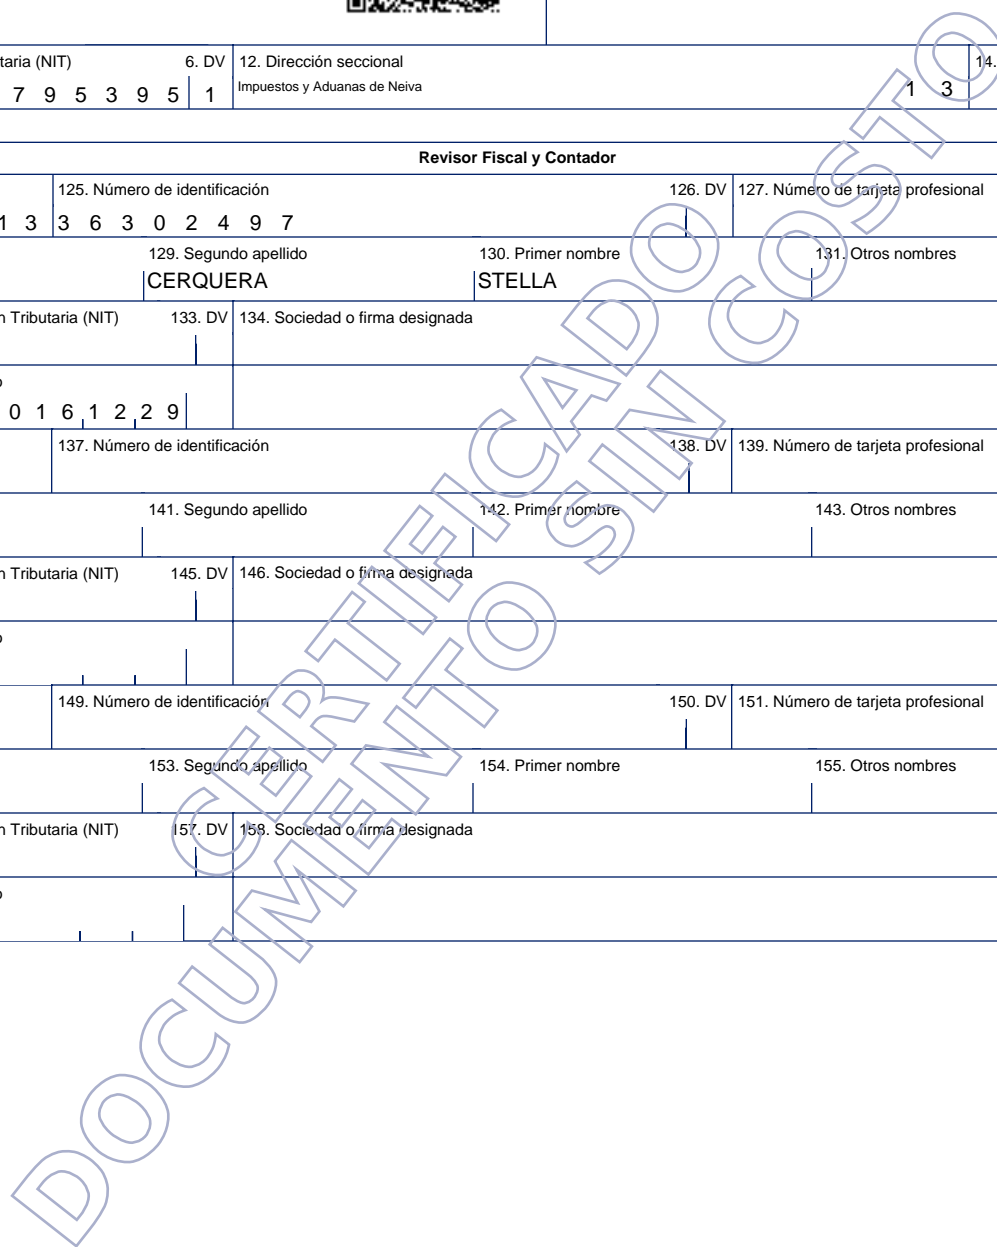 taria (NIT) 6. DV 12. Dirección seccional 14.
7 9 5 3 9 5 1 Impuestos y Aduanas de Neiva 1 3
Revisor Fiscal y Contador
125. Número de identificación 126. DV 127. Número de tarjeta profesional
1 3 3 6 3 0 2 4 9 7
129. Segundo apellido 130. Primer nombre 131. Otros nombres
CERQUERA STELLA
n Tributaria (NIT) 133. DV 134. Sociedad o firma designada
o
0 1 6 1 2 2 9
137. Número de identificación 138. DV 139. Número de tarjeta profesional
141. Segundo apellido 142. Primer nombre 143. Otros nombres
n Tributaria (NIT) 145. DV 146. Sociedad o firma designada
o
149. Número de identificación 150. DV 151. Número de tarjeta profesional
153. Segundo apellido 154. Primer nombre 155. Otros nombres
n Tributaria (NIT) 157. DV 158. Sociedad o firma designada
o
CERTIFICADO
DOCUMENTO SIN COSTO